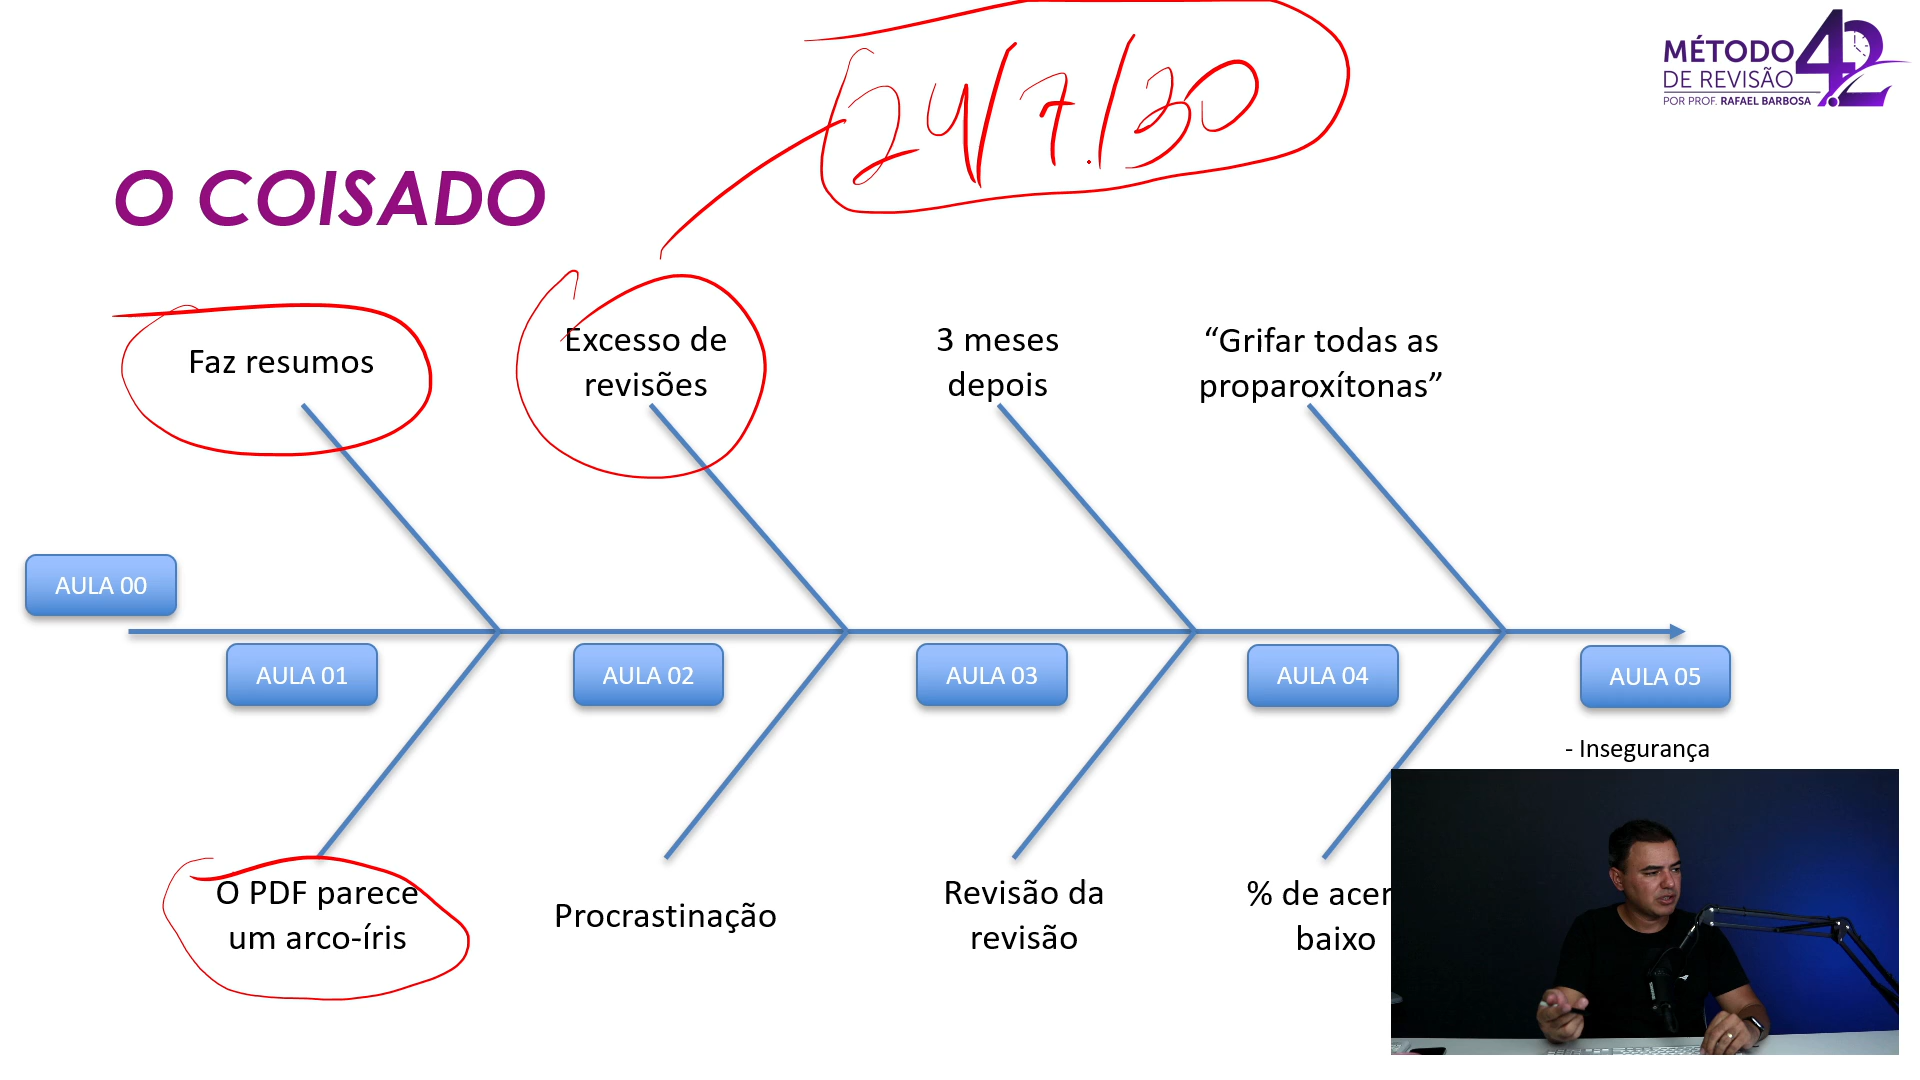 24/7/30
MÉTODO 4.2
DE REVISÃO
POR PROF. RAFAEL BARBOSA
O COISADO
Faz resumos
Excesso de
revisões
3 meses
depois
“Grifar todas as
proparoxítonas”
AULA 00
AULA 01
AULA 02
AULA 03
AULA 04
AULA 05
- Insegurança
O PDF parece
um arco-íris
Procrastinação
Revisão da
revisão
% de acer
baixo